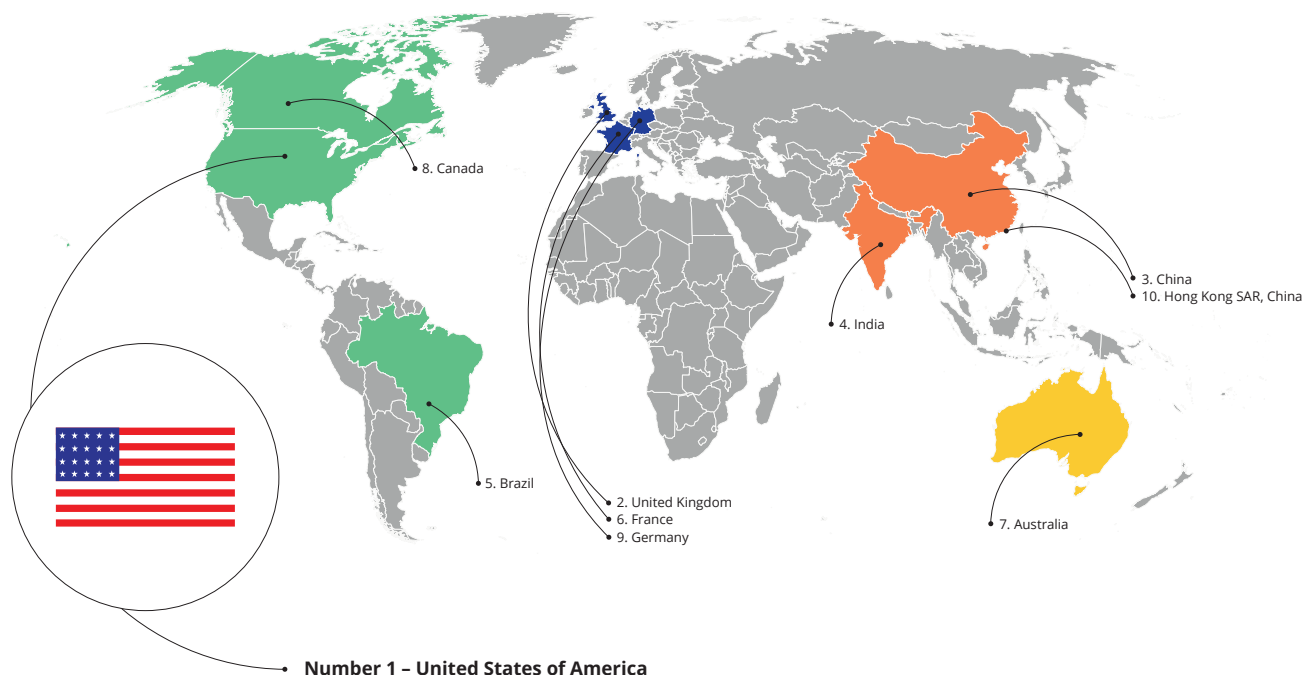 8. Canada
3. China
10. Hong Kong SAR, China
4. India
5. Brazil
2. United Kingdom
6. France
9. Germany
7. Australia
Number 1 – United States of America